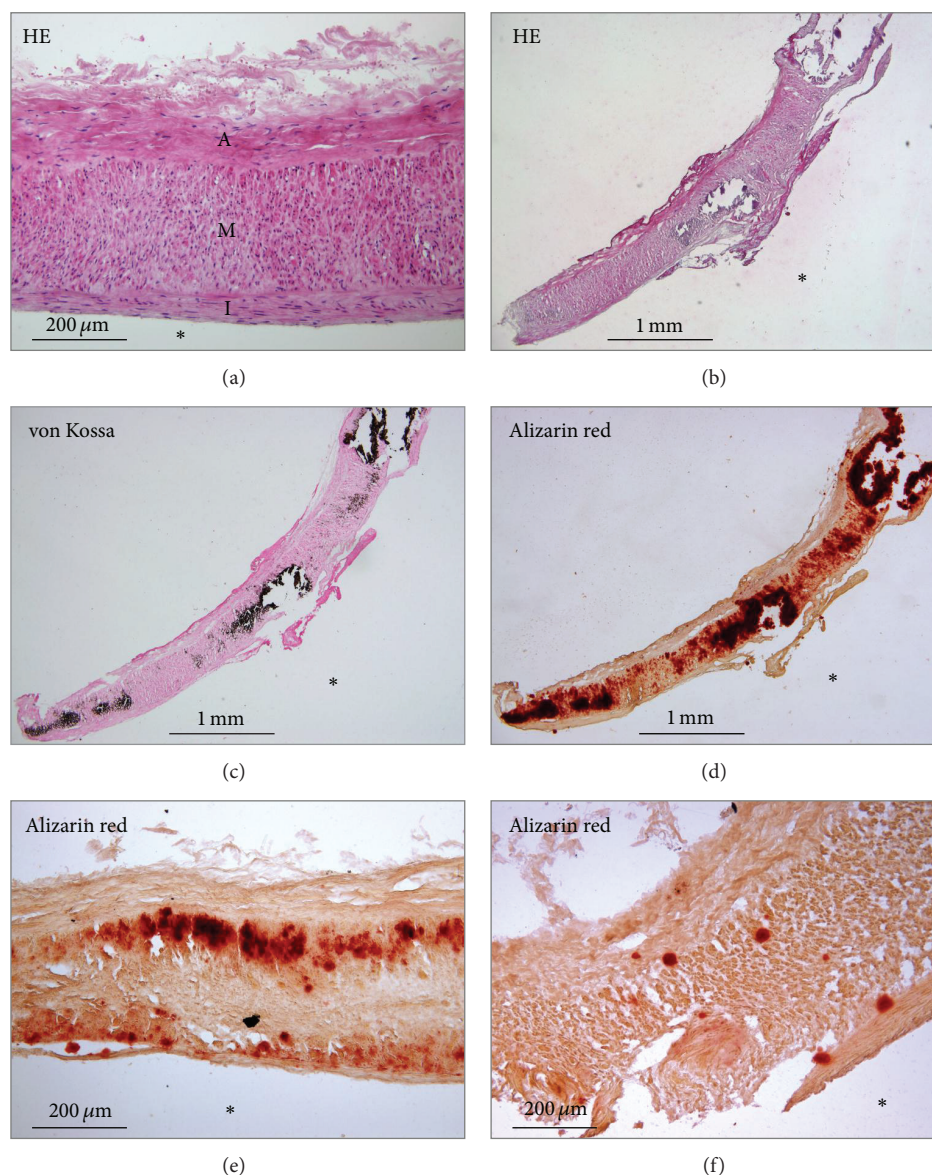 HE
A
M
I
200 μm
*
(a)
HE
1 mm
*
(b)
von Kossa
1 mm
*
(c)
Alizarin red
1 mm
*
(d)
Alizarin red
200 μm
*
(e)
Alizarin red
200 μm
*
(f)